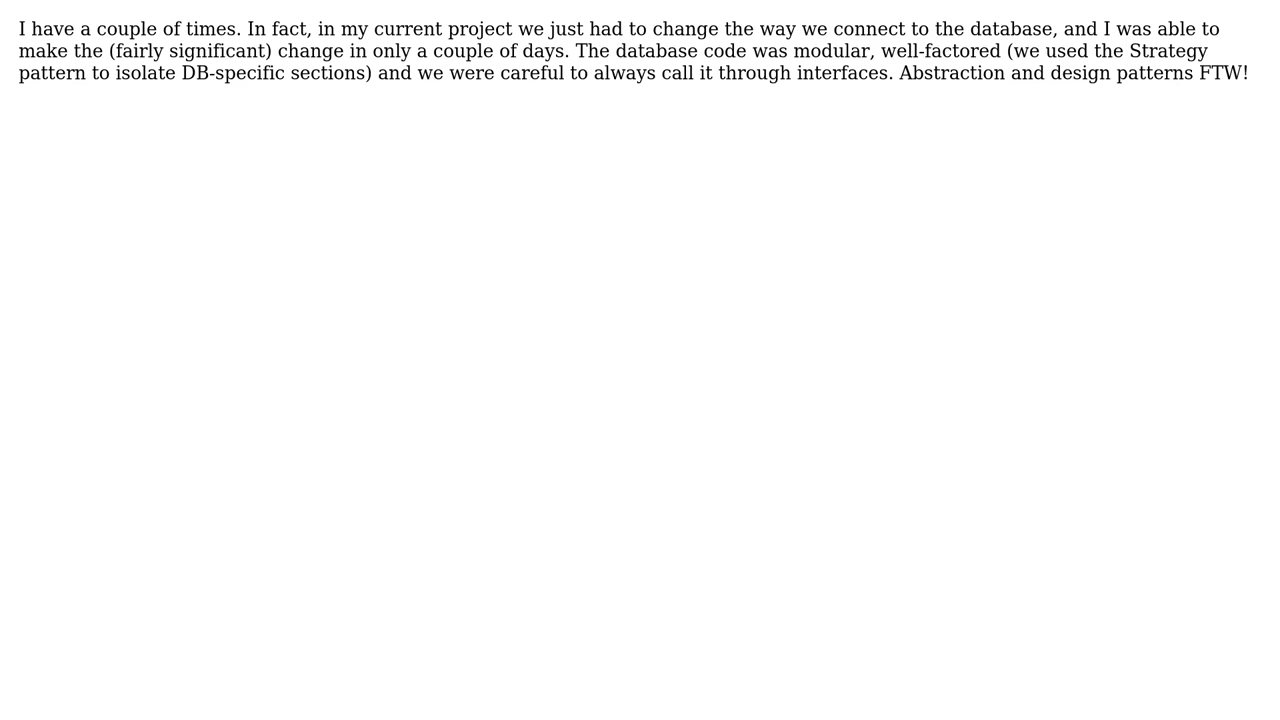 I have a couple of times. In fact, in my current project we just had to change the way we connect to the database, and I was able to
make the (fairly significant) change in only a couple of days. The database code was modular, well-factored (we used the Strategy
pattern to isolate DB-specific sections) and we were careful to always call it through interfaces. Abstraction and design patterns FTW!